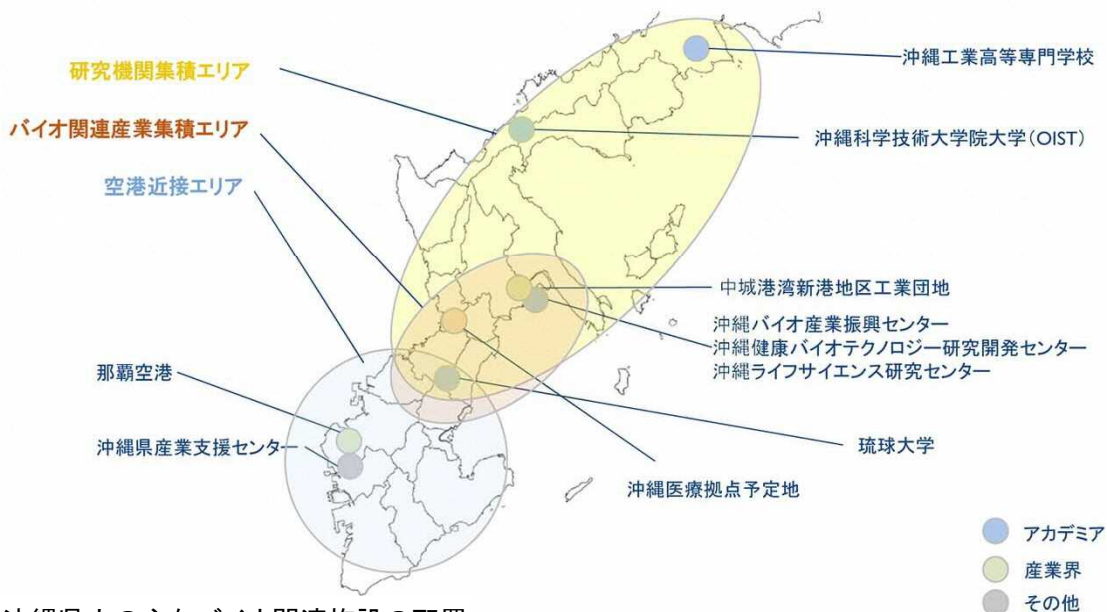 研究機関集積エリア
バイオ関連産業集積エリア
空港近接エリア
沖縄工業高等専門学校
沖縄科学技術大学院大学(OIST)
中城港湾新港地区工業団地
沖縄バイオ産業振興センター
沖縄健康バイオテクノロジー研究開発センター
沖縄ライフサイエンス研究センター
那覇空港
沖縄県産業支援センター
琉球大学
沖縄医療拠点予定地
アカデミア
産業界
その他